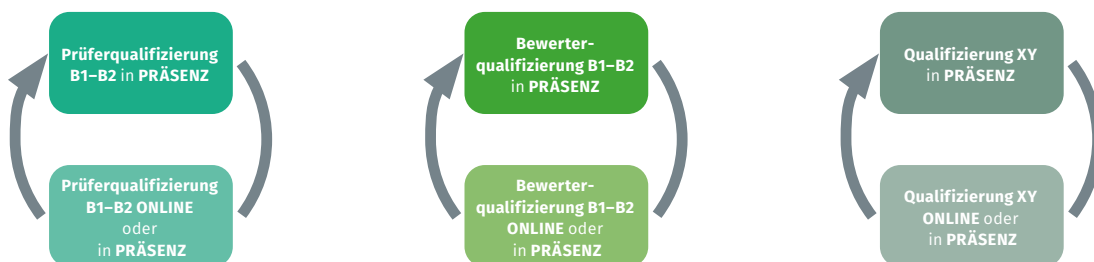 Prüferqualifizierung
B1–B2 in PRÄSENZ
Bewerter-
qualifizierung B1–B2
in PRÄSENZ
Qualifizierung XY
in PRÄSENZ
Prüferqualifizierung
B1–B2 ONLINE
oder
in PRÄSENZ
Bewerter-
qualifizierung B1–B2
ONLINE oder
in PRÄSENZ
Qualifizierung XY
ONLINE oder
in PRÄSENZ